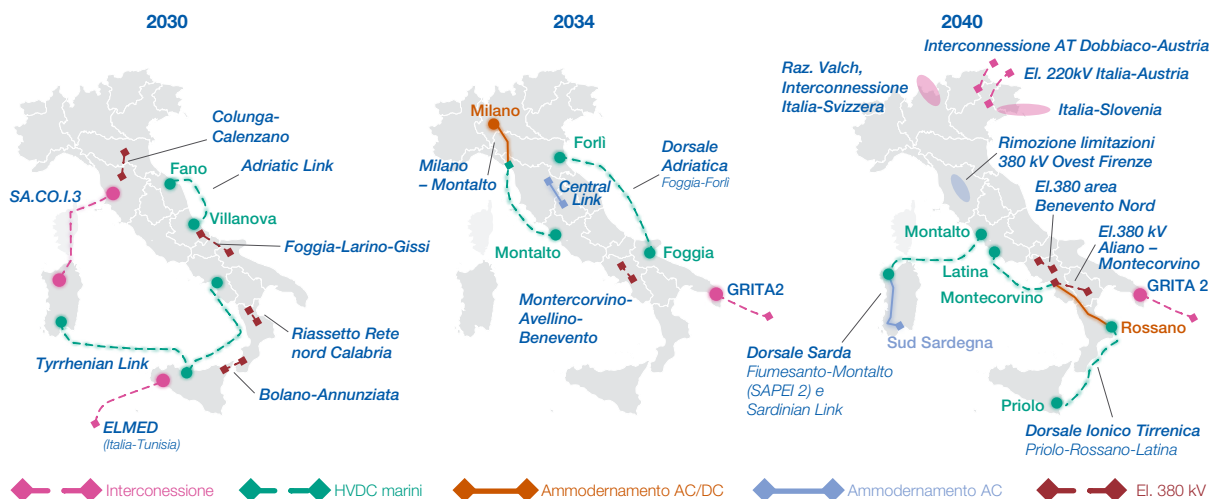 2030
Colunga-
Calenzano
Fano
Adriatic Link
SA.CO.I.3
Villanova
Foggia-Larino-Gissi
Riassetto Rete
nord Calabria
Tyrrhenian Link
Bolano-Annunziata
ELMED
(Italia-Tunisia)
2034
Milano
Forlì
Dorsale
Adriatica
Foggia-Forlì
Milano
– Montalto
Central
Link
Montalto
Foggia
GRITA2
Montercorvino-
Avellino-
Benevento
2040
Interconnessione AT Dobbiaco-Austria
Raz. Valch,
Interconnessione
Italia-Svizzera
El. 220kV Italia-Austria
Italia-Slovenia
Rimozione limitazioni
380 kV Ovest Firenze
El.380 area
Benevento Nord
Montalto
El.380 kV
Aliano –
Montecorvino
Latina
GRITA 2
Montecorvino
Rossano
Sud Sardegna
Dorsale Sarda
Fiumesanto-Montalto
(SAPEI 2) e
Sardinian Link
Priolo
Dorsale Ionico Tirrenica
Priolo-Rossano-Latina
Interconessione
HVDC marini
Ammodernamento AC/DC
Ammodernamento AC
El. 380 kV